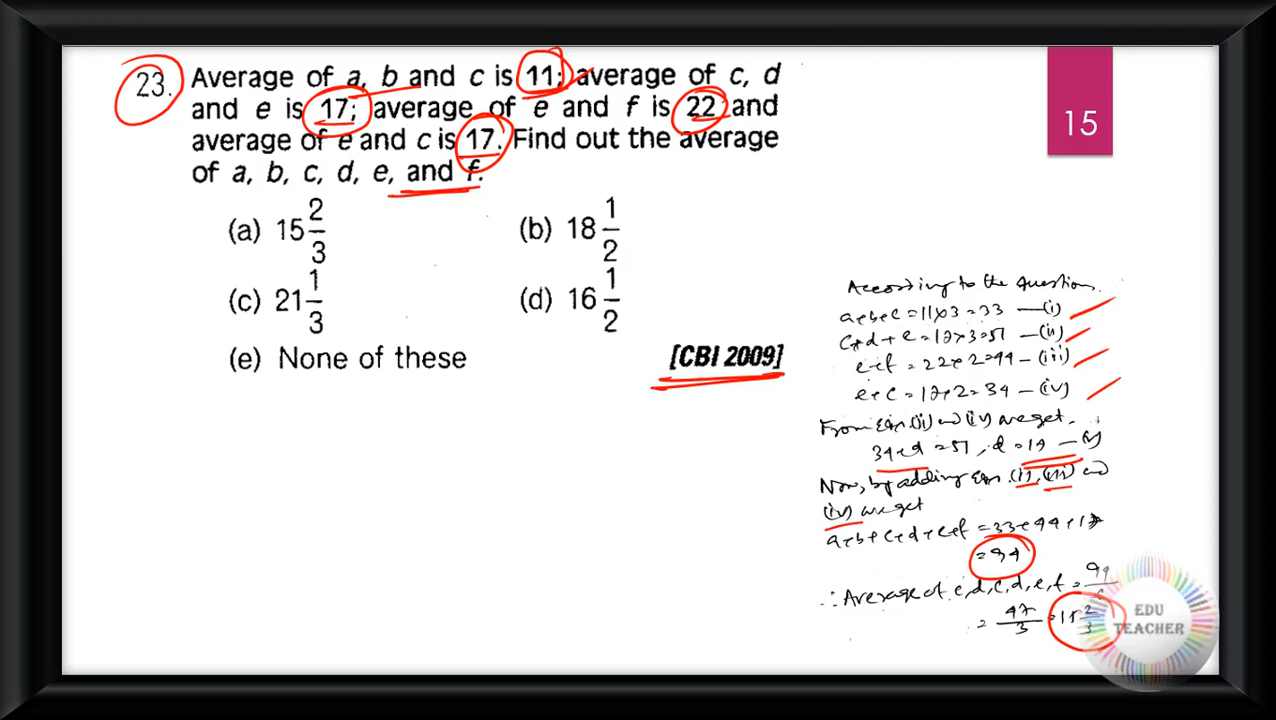 23. Average of a, b and c is 11; average of c, d
and e is 17; average of e and f is 22 and
average of e and c is 17. Find out the average
of a, b, c, d, e, and f.
(a) 15 2/3 (b) 18 1/2
(c) 21 1/3 (d) 16 1/2
(e) None of these [CBI 2009]
15
According to the Question,
a+b+c = 11×3 = 33 —(i)
c+d+e = 17×3 = 51 —(ii)
e+f = 22×2 = 44 —(iii)
e+c = 17×2 = 34 —(iv)
From Eqn (ii) and (iv) we get,
34+d = 51, d = 17 —(v)
Now, by adding Eqn. (i), (iii) and
(iv) we get
a+b+c+d+e+f = 33+44+17
= 94
∴ Average of c, d, c, d, e, f = 94/6
= 47/3 = 15 2/3
EDU
TEACHER